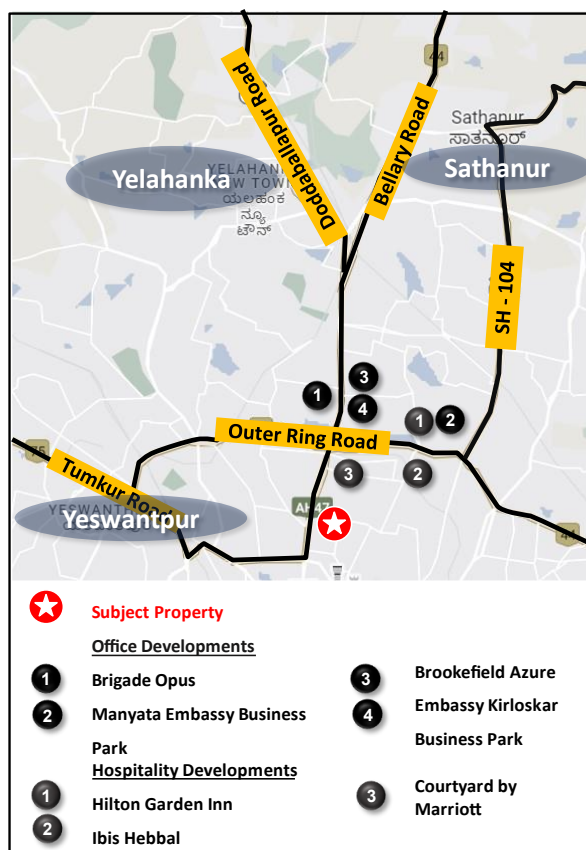 44
Doddaballapur Road
Bellary Road
Sathanur
ಸಾತನೂರ್
Sathanur
Yelahanka
NEW TOWN
ಯಲಹಂಕ
ನ್ಯೂ
ಟೌನ್
SH - 104
3
1
4
1
2
Outer Ring Road
75
3
2
Tumkur Road
Yeswantpur
AH47
44
Subject Property
Office Developments
1 Brigade Opus
3 Brookefield Azure
2 Manyata Embassy Business
Park
4 Embassy Kirloskar
Business Park
Hospitality Developments
1 Hilton Garden Inn
3 Courtyard by
Marriott
2 Ibis Hebbal